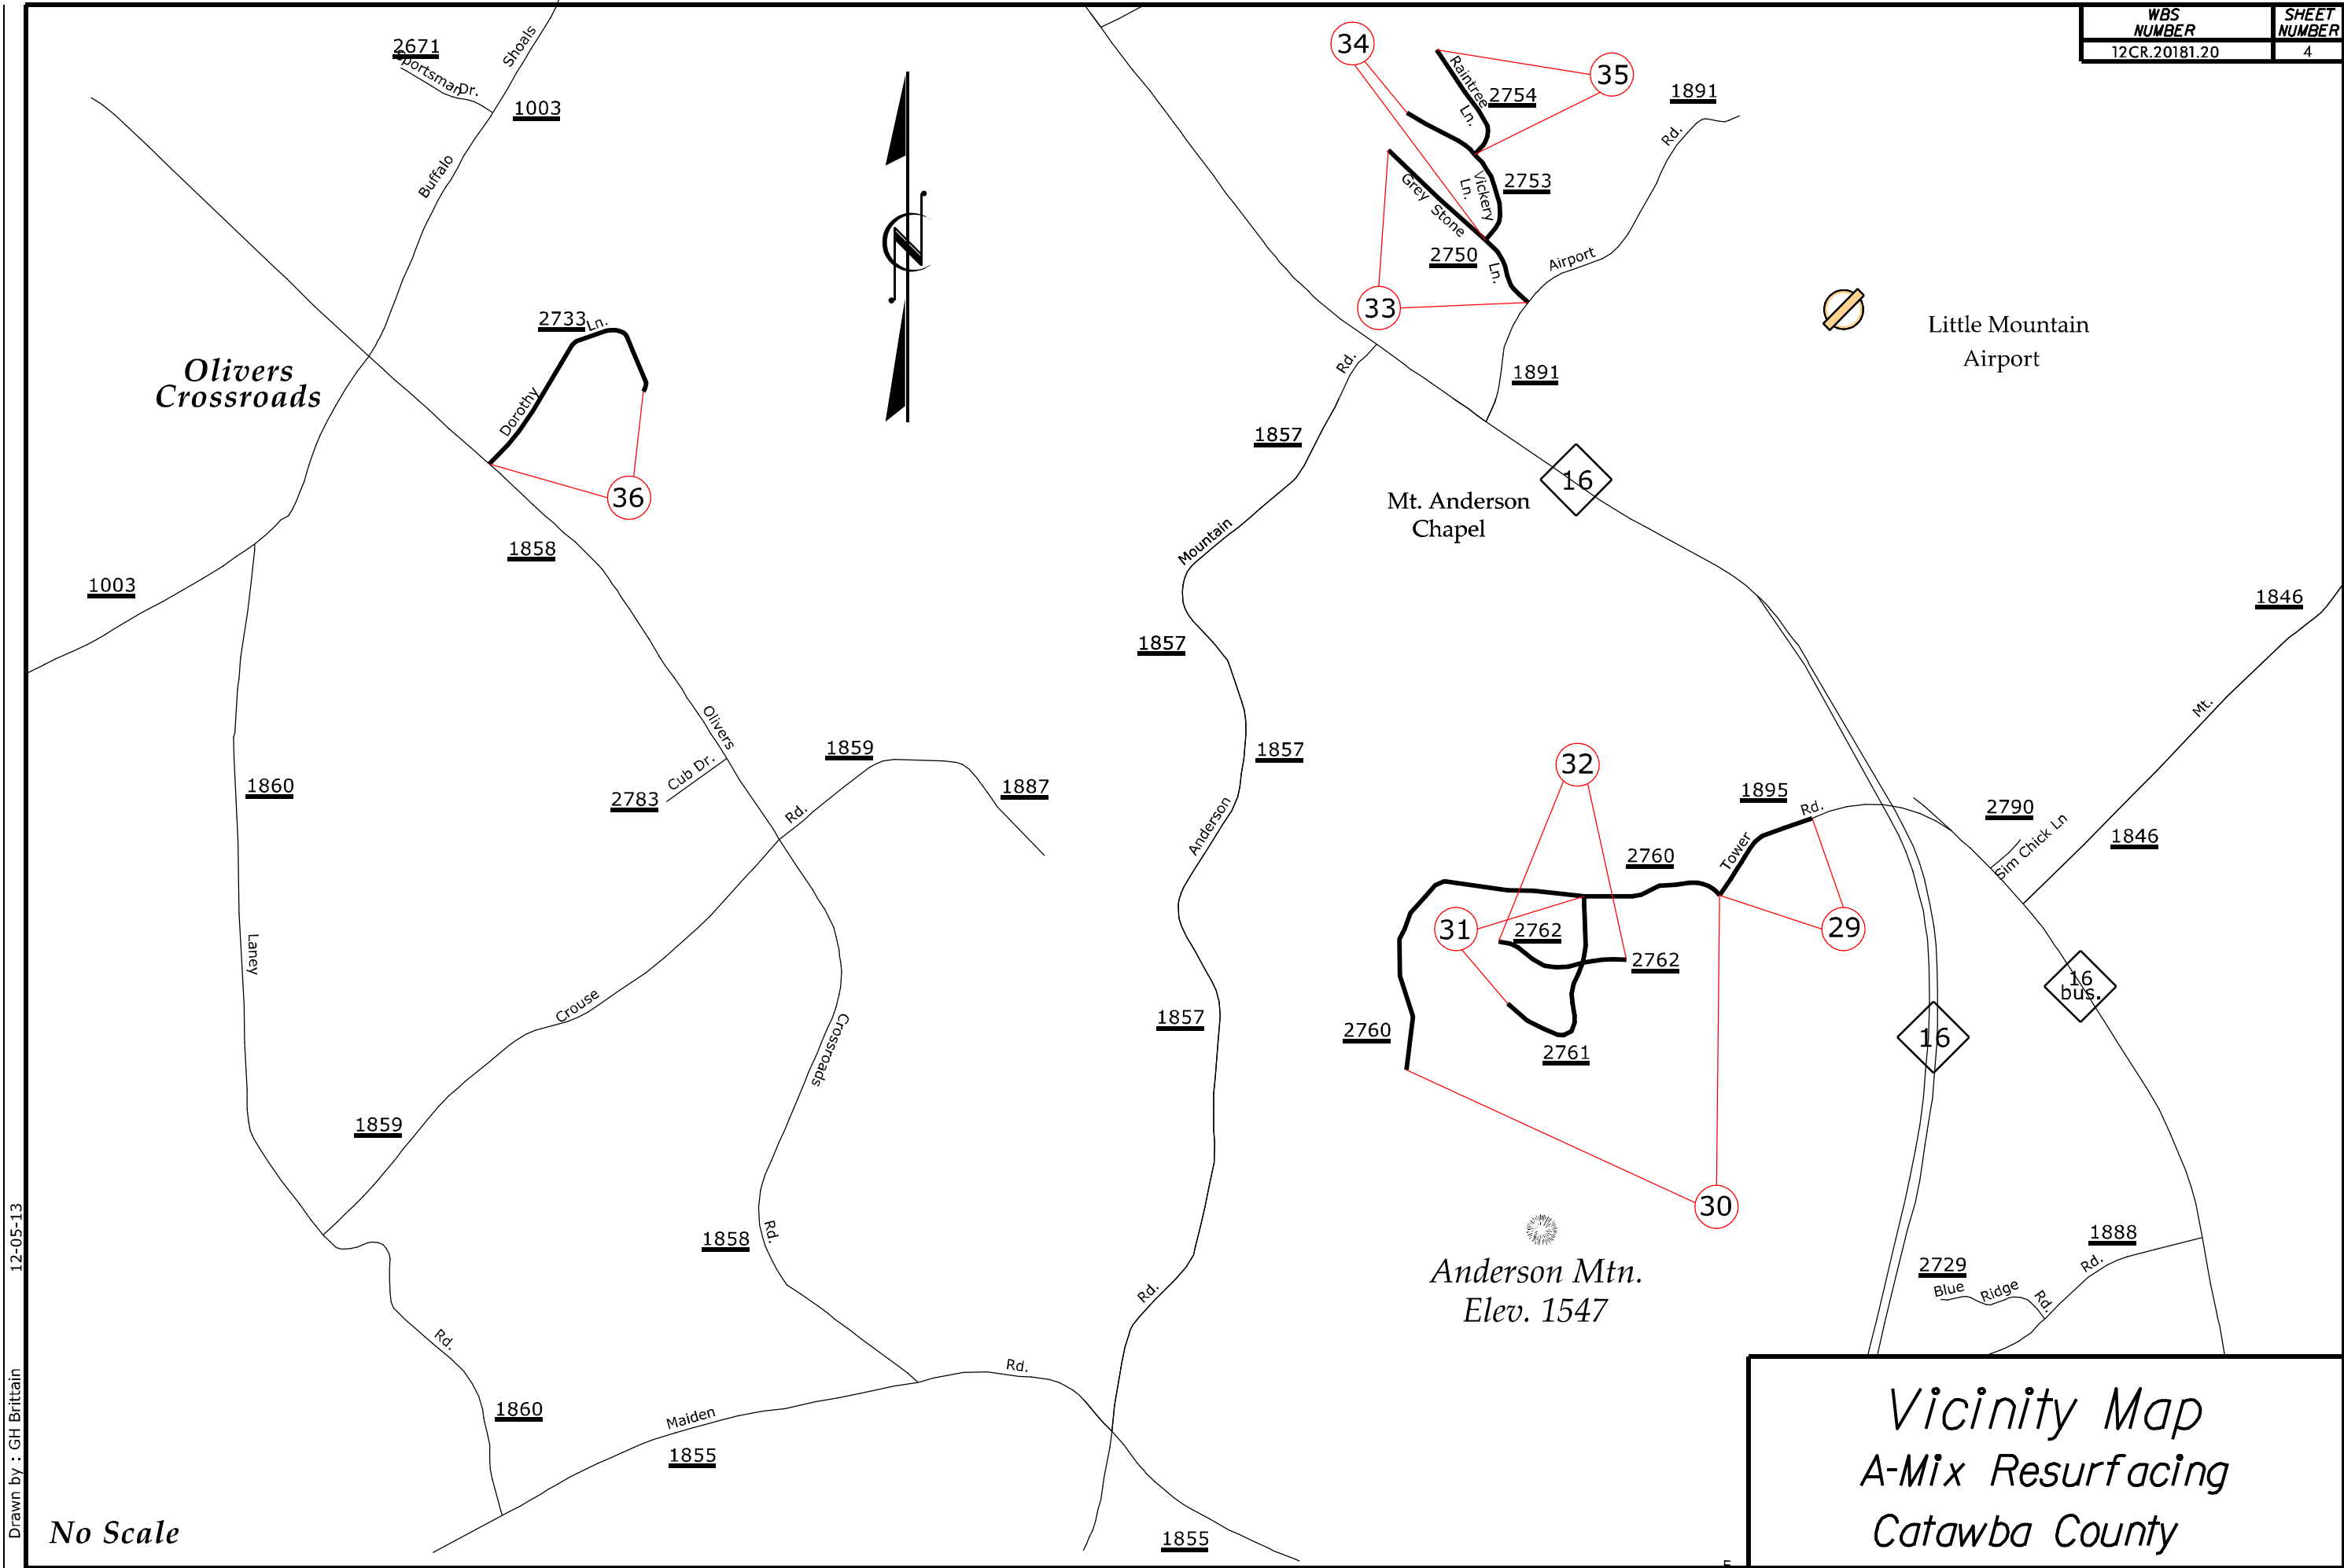 WBS
NUMBER
SHEET
NUMBER
12CR.20181.20
4
2671
Sportsman Dr.
Shoals
1003
Buffalo
34
35
Raintree
Ln.
2754
1891
Rd.
2753
Vickery
Ln.
Grey Stone
Ln.
2750
Airport
33
Little Mountain
Airport
2733
Ln.
Dorothy
Olivers
Crossroads
36
1891
Rd.
1857
16
Mt. Anderson
Chapel
Mountain
1858
1003
1846
1857
Mt.
Olivers
1859
1857
32
1887
Cub Dr.
2783
1860
Rd.
1895
Rd.
2790
Sim Chick Ln
1846
Anderson
2760
Tower
31
2762
29
2762
Laney
16
bus.
Crouse
1857
2760
16
Crossroads
2761
1859
30
1858
Rd.
1888
Rd.
2729
Blue Ridge Rd.
Anderson Mtn.
Elev. 1547
Rd.
Rd.
Rd.
1860
Maiden
1855
1855
Vicinity Map
A-Mix Resurfacing
Catawba County
No Scale
Drawn by : GH Brittain
12-05-13